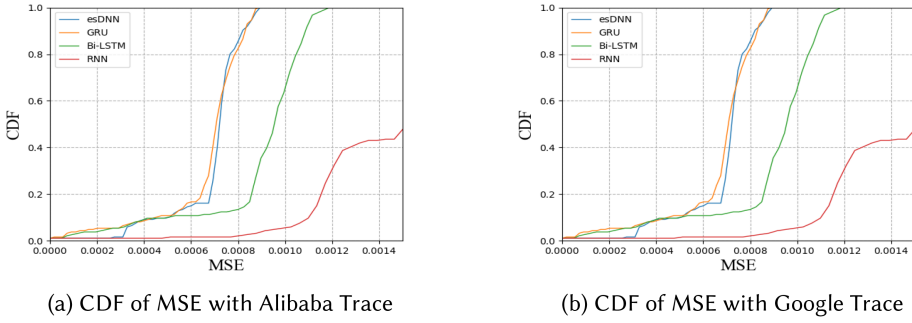 esDNN
GRU
Bi-LSTM
RNN
CDF
1.0
0.8
0.6
0.4
0.2
0.0
0.0000 0.0002 0.0004 0.0006 0.0008 0.0010 0.0012 0.0014
MSE
(a) CDF of MSE with Alibaba Trace
esDNN
GRU
Bi-LSTM
RNN
CDF
1.0
0.8
0.6
0.4
0.2
0.0
0.0000 0.0002 0.0004 0.0006 0.0008 0.0010 0.0012 0.0014
MSE
(b) CDF of MSE with Google Trace